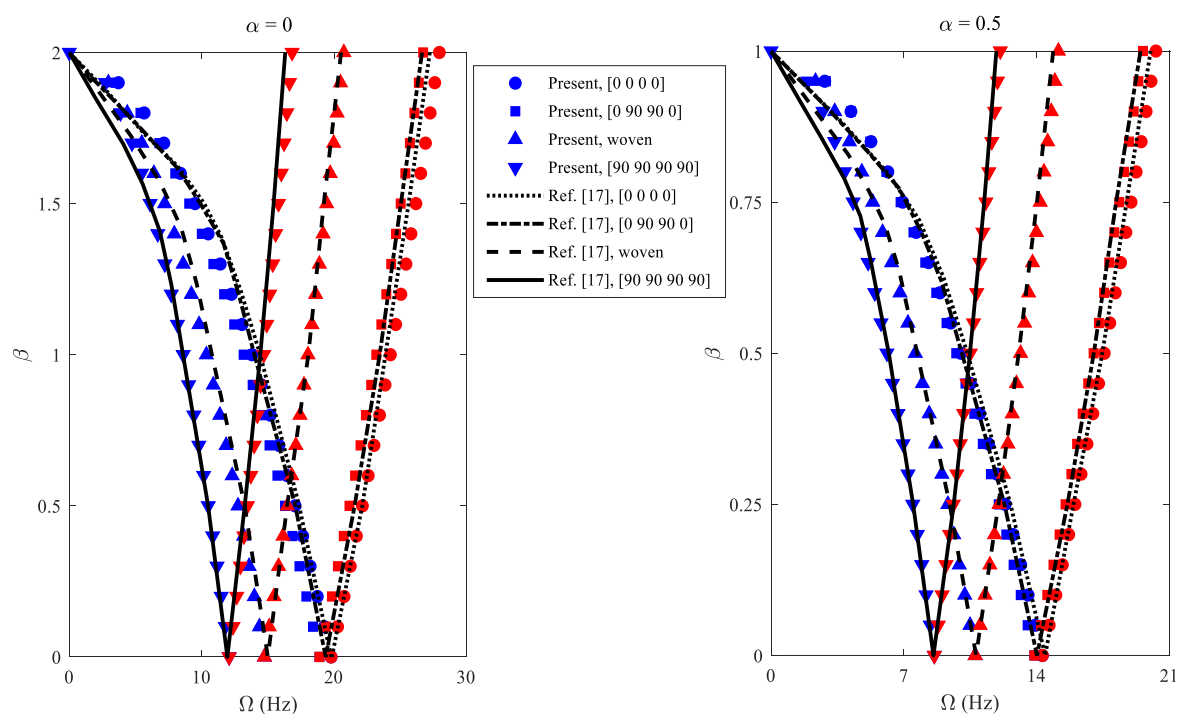 α = 0
2
1.5
1
0.5
0
β
0
10
20
30
Ω (Hz)
Present, [0 0 0 0]
Present, [0 90 90 0]
Present, woven
Present, [90 90 90 90]
Ref. [17], [0 0 0 0]
Ref. [17], [0 90 90 0]
Ref. [17], woven
Ref. [17], [90 90 90 90]
α = 0.5
1
0.75
0.5
0.25
0
β
0
7
14
21
Ω (Hz)